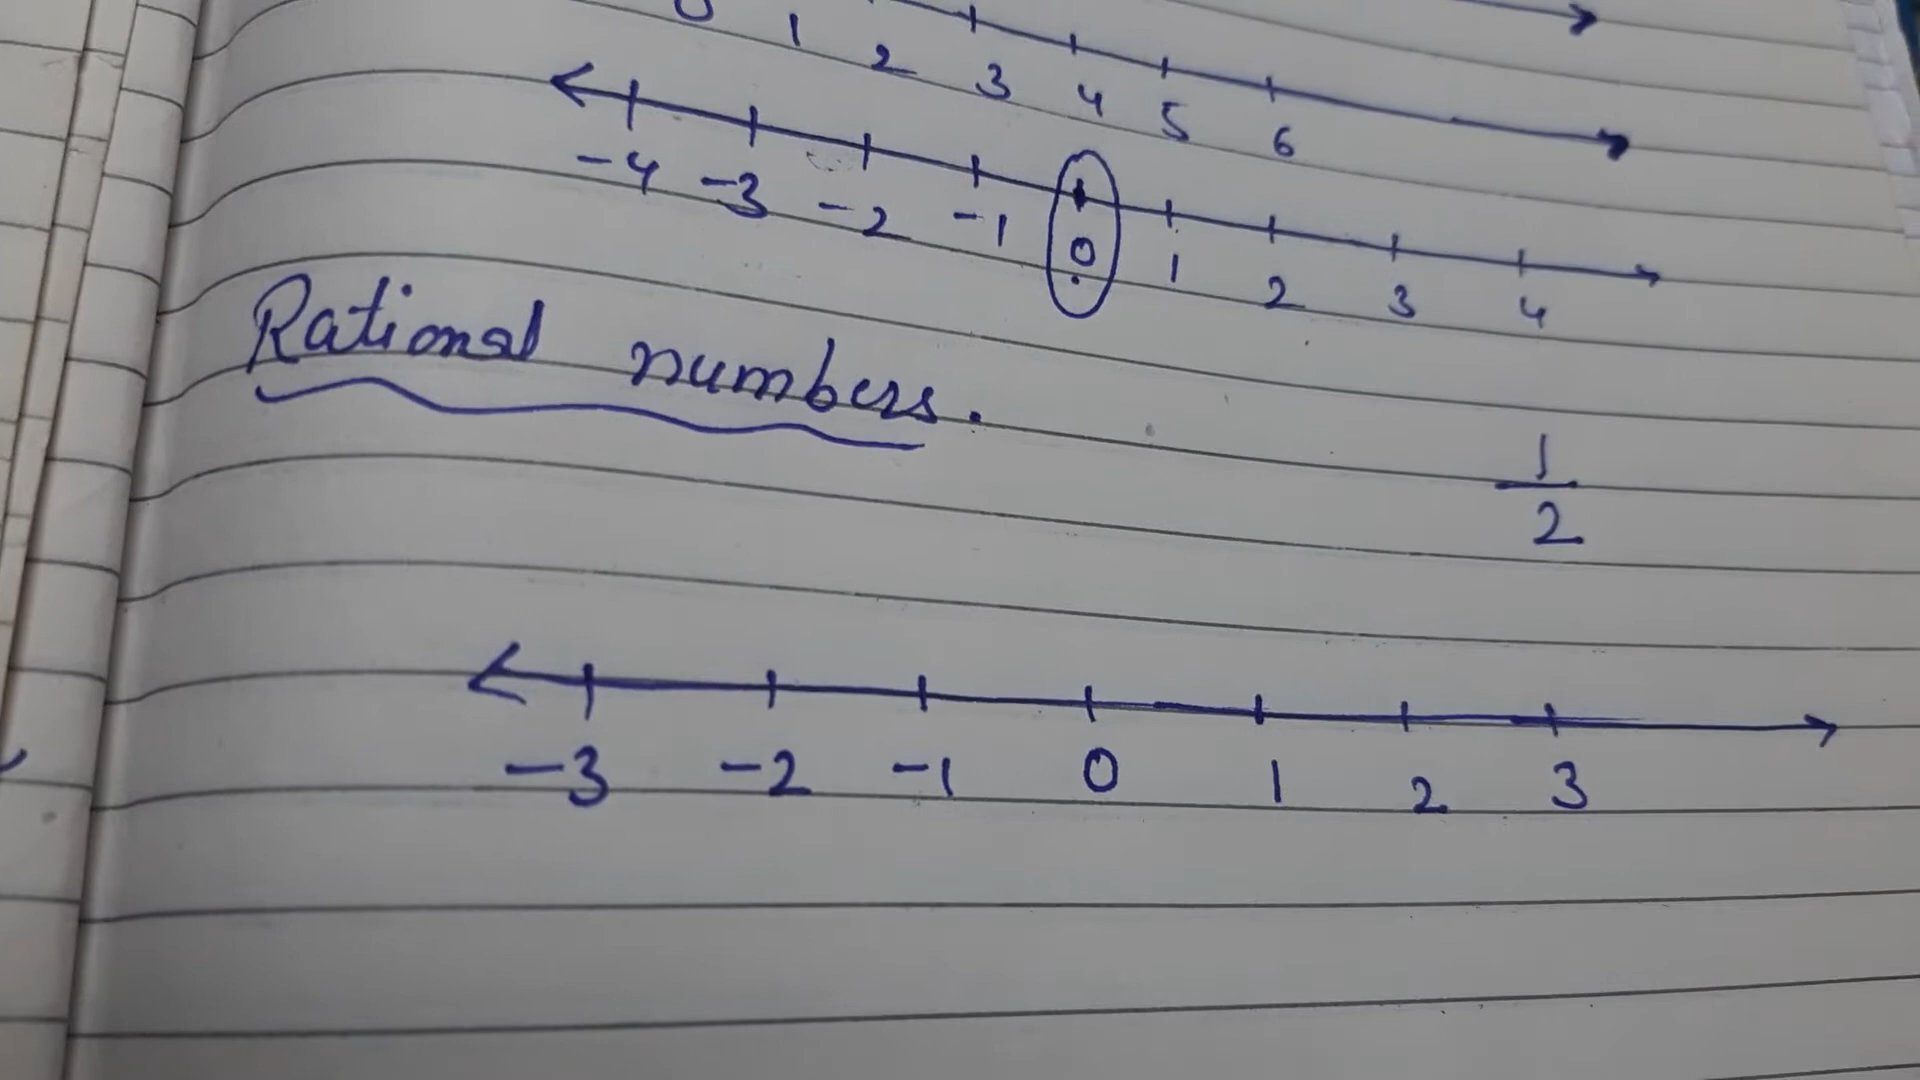 0 1 2 3 4 5 6
-4 -3 -2 -1 0 1 2 3 4
Rational numbers.
1
2
-3 -2 -1 0 1 2 3